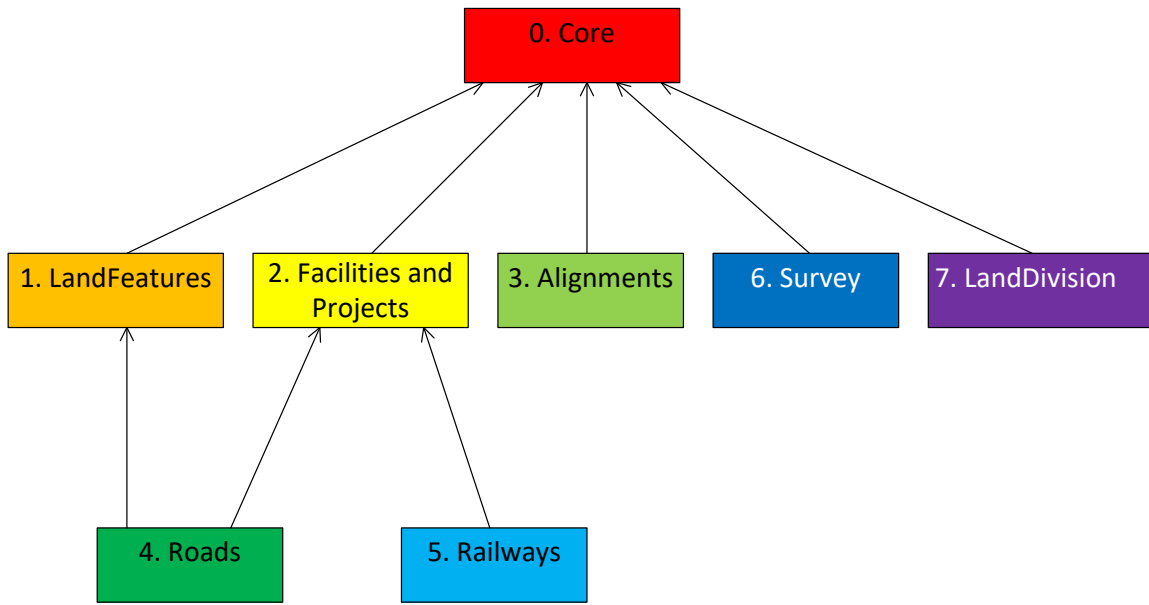 0. Core
1. LandFeatures
2. Facilities and
Projects
3. Alignments
6. Survey
7. LandDivision
4. Roads
5. Railways